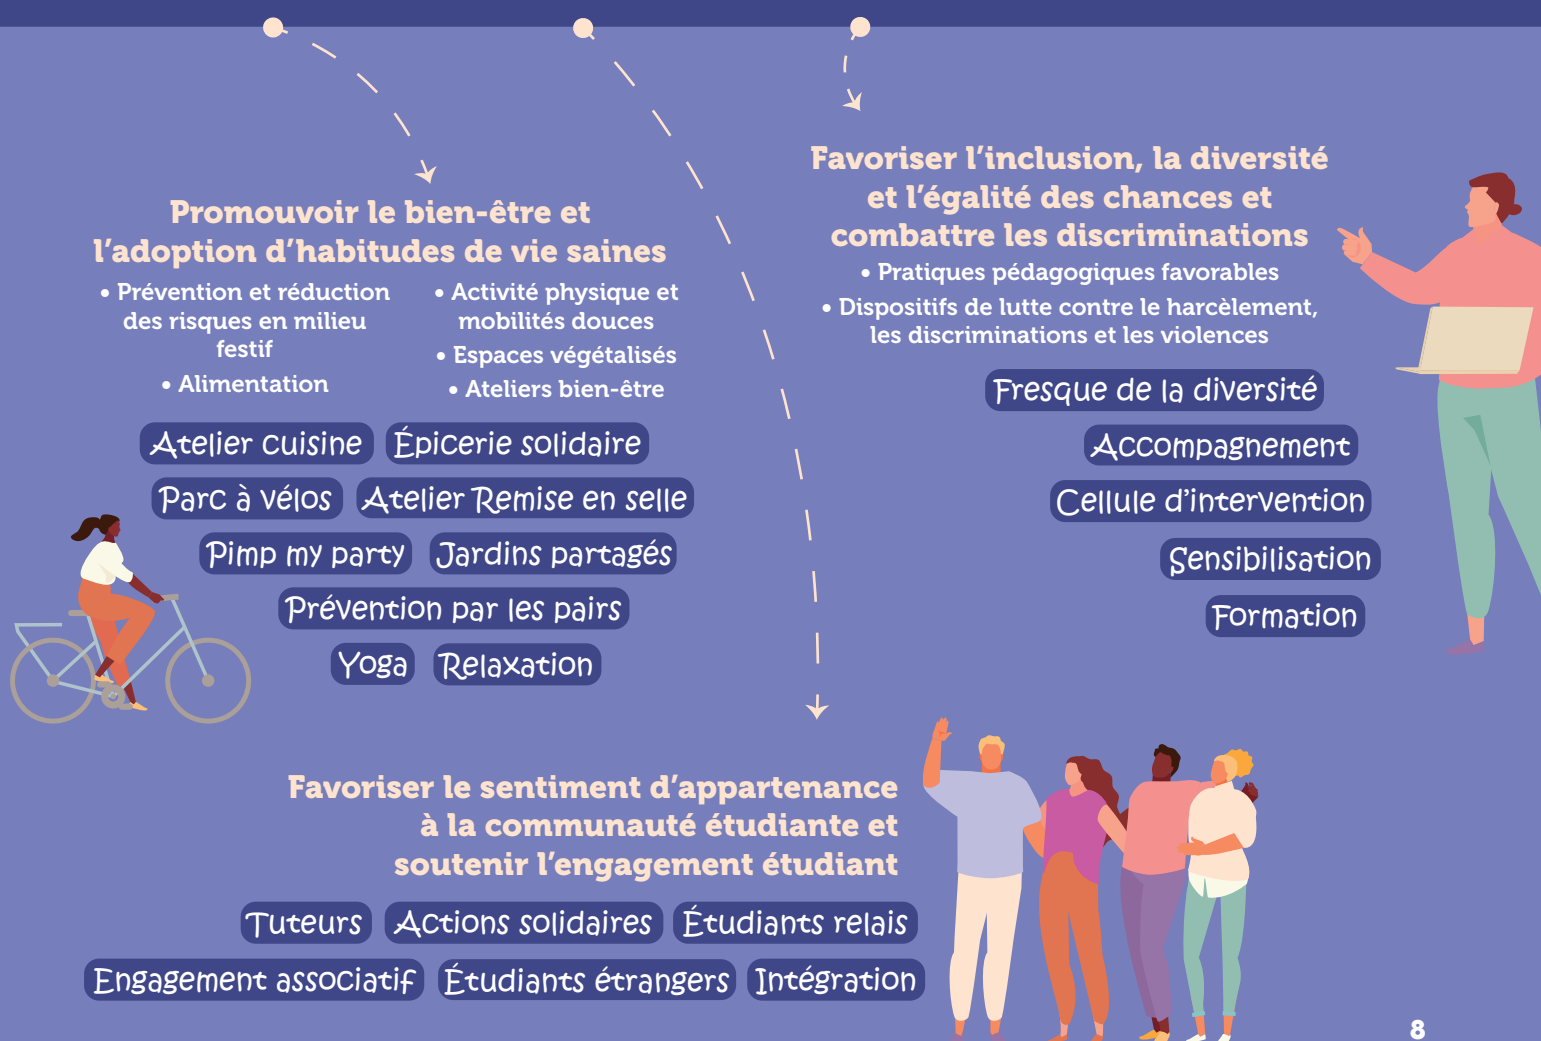 Promouvoir le bien-être et
l'adoption d'habitudes de vie saines
• Prévention et réduction
des risques en milieu
festif
• Alimentation
• Activité physique et
mobilités douces
• Espaces végétalisés
• Ateliers bien-être
Atelier cuisine
Épicerie solidaire
Parc à vélos
Atelier Remise en selle
Pimp my party
Jardins partagés
Prévention par les pairs
Yoga
Relaxation
Favoriser l'inclusion, la diversité
et l'égalité des chances et
combattre les discriminations
• Pratiques pédagogiques favorables
• Dispositifs de lutte contre le harcèlement,
les discriminations et les violences
Fresque de la diversité
Accompagnement
Cellule d'intervention
Sensibilisation
Formation
Favoriser le sentiment d'appartenance
à la communauté étudiante et
soutenir l'engagement étudiant
Tuteurs
Actions solidaires
Étudiants relais
Engagement associatif
Étudiants étrangers
Intégration
8